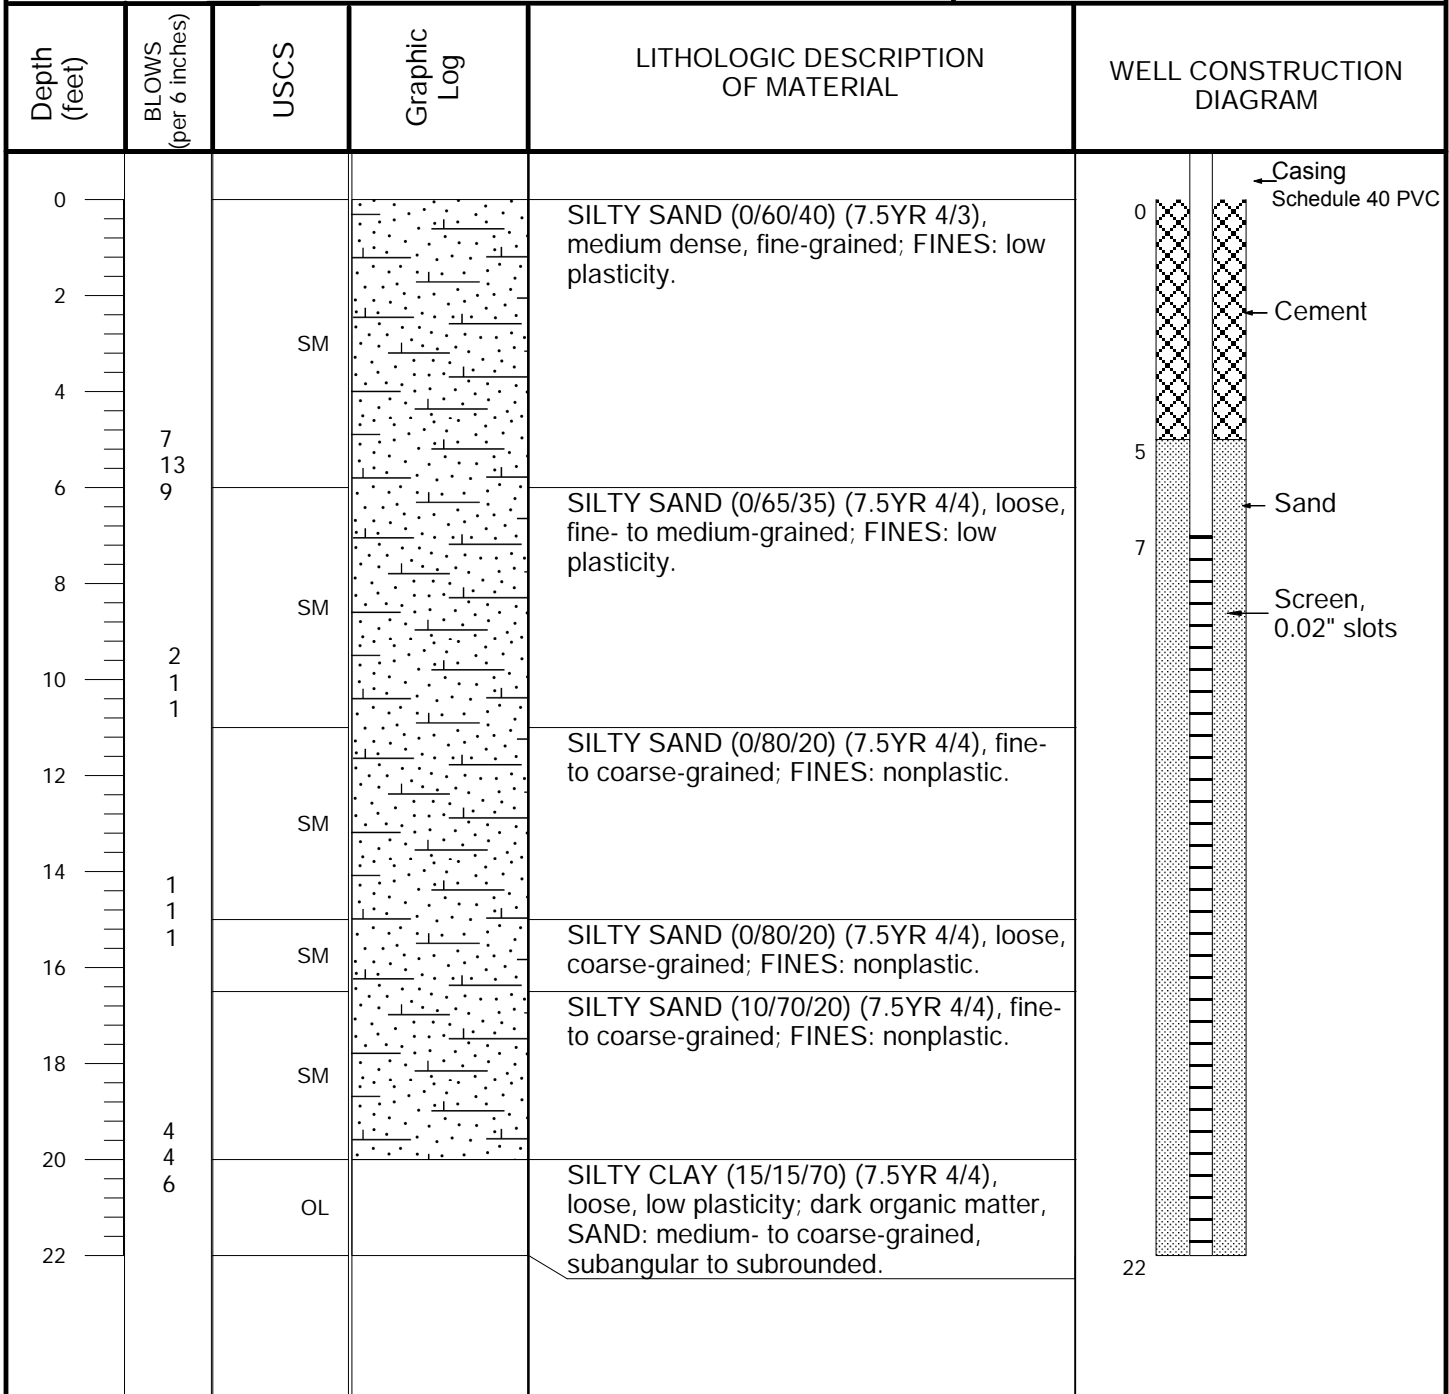 Depth
(feet)
BLOWS
(per 6 inches)
USCS
Graphic
Log
LITHOLOGIC DESCRIPTION
OF MATERIAL
WELL CONSTRUCTION
DIAGRAM
Casing
Schedule 40 PVC
0
SILTY SAND (0/60/40) (7.5YR 4/3),
medium dense, fine-grained; FINES: low
plasticity.
0
2
Cement
SM
4
7
13
9
5
6
SILTY SAND (0/65/35) (7.5YR 4/4), loose,
fine- to medium-grained; FINES: low
plasticity.
Sand
7
8
SM
Screen,
0.02" slots
2
1
1
10
SILTY SAND (0/80/20) (7.5YR 4/4), fine-
to coarse-grained; FINES: nonplastic.
12
SM
14
1
1
1
SILTY SAND (0/80/20) (7.5YR 4/4), loose,
coarse-grained; FINES: nonplastic.
SM
16
SILTY SAND (10/70/20) (7.5YR 4/4), fine-
to coarse-grained; FINES: nonplastic.
18
SM
4
4
6
20
SILTY CLAY (15/15/70) (7.5YR 4/4),
loose, low plasticity; dark organic matter,
SAND: medium- to coarse-grained,
subangular to subrounded.
OL
22
22